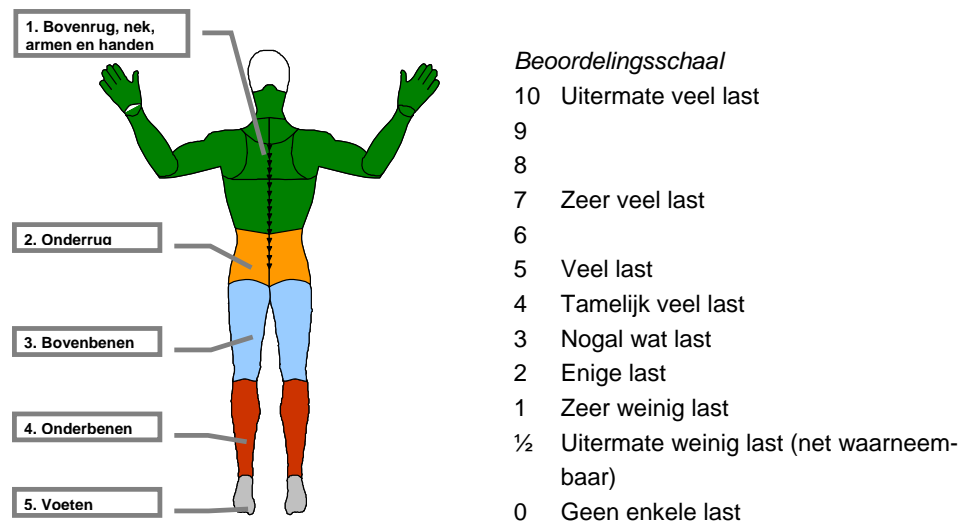 1. Bovenrug, nek,
armen en handen
2. Onderrug
3. Bovenbenen
4. Onderbenen
5. Voeten
Beoordelingsschaal
10 Uitermate veel last
9
8
7 Zeer veel last
6
5 Veel last
4 Tamelijk veel last
3 Nogal wat last
2 Enige last
1 Zeer weinig last
½ Uitermate weinig last (net waarneem-
baar)
0 Geen enkele last